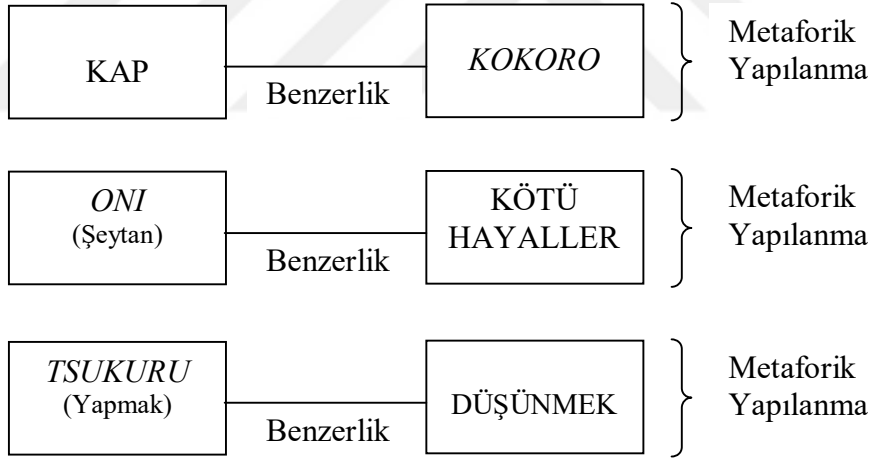 KAP
Benzerlik
KOKORO
Metaforik
Yapılanma
ONI
(Şeytan)
Benzerlik
KÖTÜ
HAYALLER
Metaforik
Yapılanma
TSUKURU
(Yapmak)
Benzerlik
DÜŞÜNMEK
Metaforik
Yapılanma